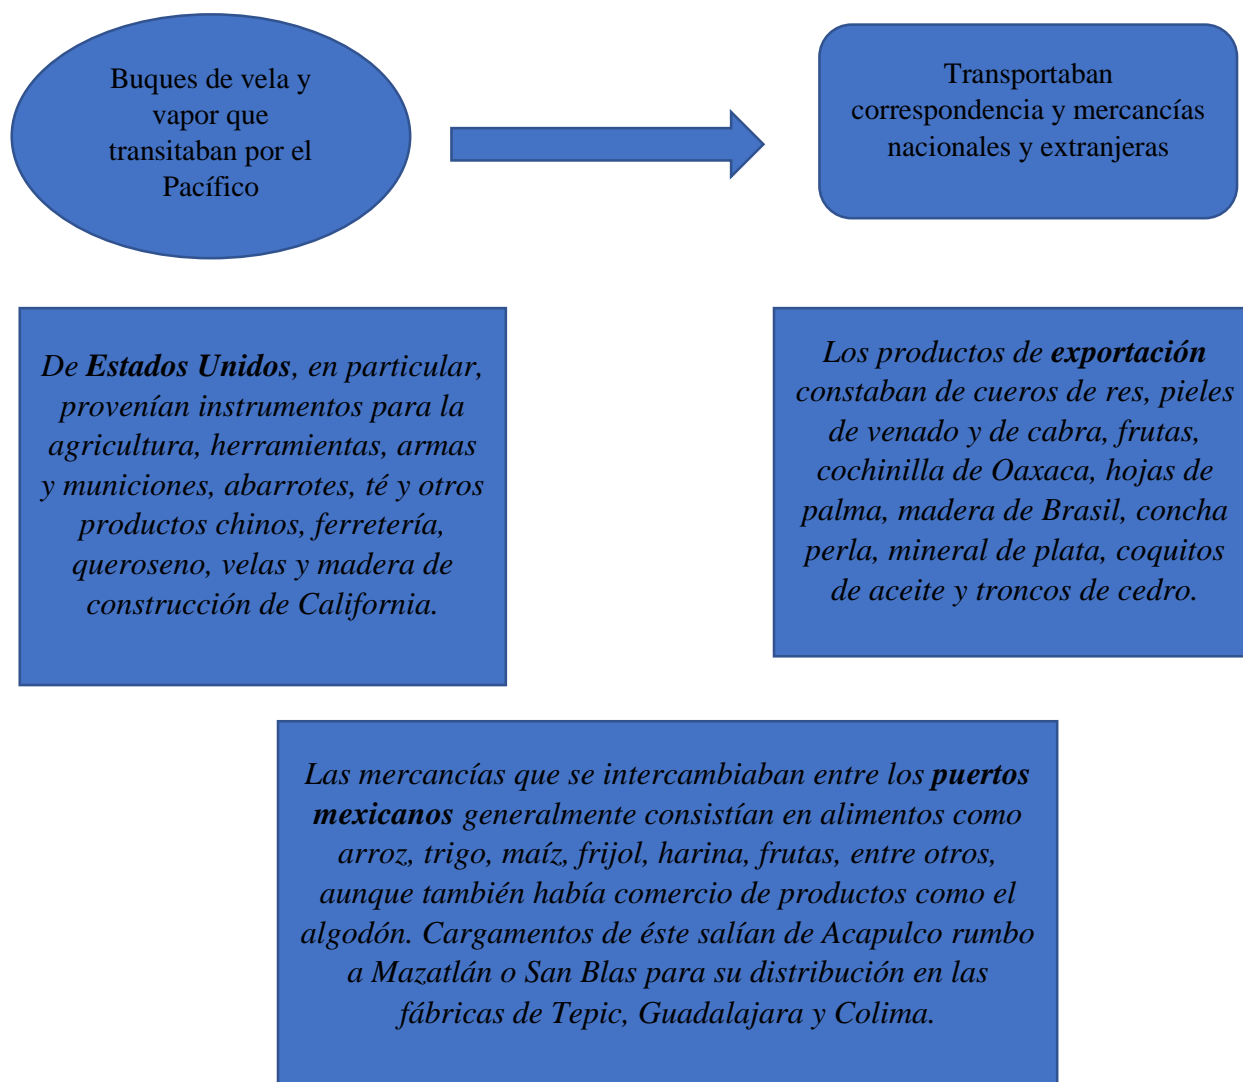 Buques de vela y
vapor que
transitaban por el
Pacífico
Transportaban
correspondencia y mercancías
nacionales y extranjeras
De Estados Unidos, en particular,
provenían instrumentos para la
agricultura, herramientas, armas
y municiones, abarrotes, té y otros
productos chinos, ferretería,
queroseno, velas y madera de
construcción de California.
Los productos de exportación
constaban de cueros de res, pieles
de venado y de cabra, frutas,
cochinilla de Oaxaca, hojas de
palma, madera de Brasil, concha
perla, mineral de plata, coquitos
de aceite y troncos de cedro.
Las mercancías que se intercambiaban entre los puertos
mexicanos generalmente consistían en alimentos como
arroz, trigo, maíz, frijol, harina, frutas, entre otros,
aunque también había comercio de productos como el
algodón. Cargamentos de éste salían de Acapulco rumbo
a Mazatlán o San Blas para su distribución en las
fábricas de Tepic, Guadalajara y Colima.